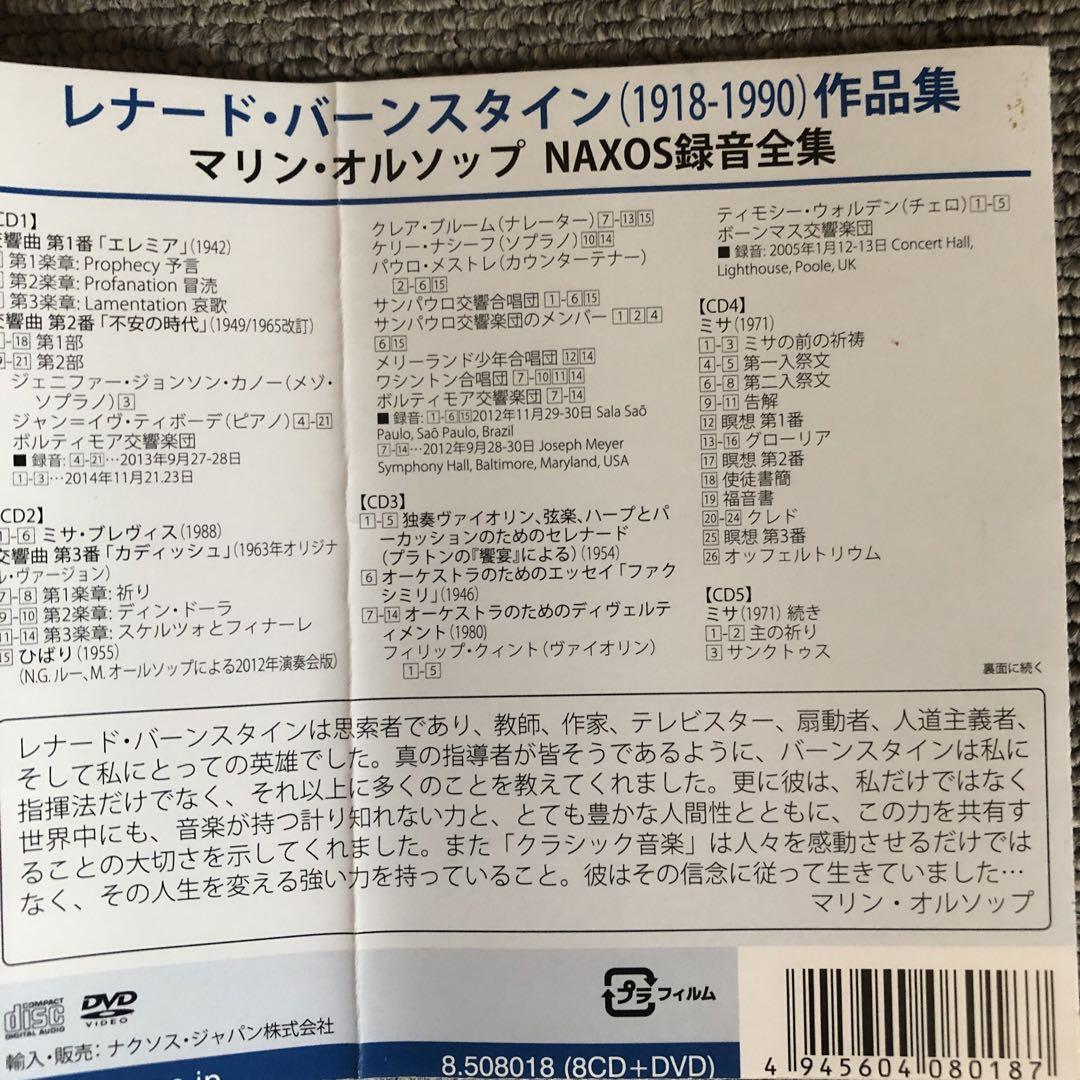 レナード・バーンスタイン(1918-1990)作品集
マリン・オルソップ NAXOS録音全集
CD1】
交響曲 第1番「エレミア」(1942)
第1楽章: Prophecy 予言
第2楽章: Profanation 冒涜
第3楽章: Lamentation 哀歌
交響曲 第2番「不安の時代」(1949/1965改訂)
-18 第1部
-21 第2部
ジェニファー・ジョンソン・カノー(メゾ・
ソプラノ)3
ジャン=イヴ・ティボーデ(ピアノ)4-21
ボルティモア交響楽団
■ 録音: 4-21…2013年9月27-28日
1-3…2014年11月21.23日
CD2】
1-6 ミサ・ブレヴィス(1988)
交響曲 第3番「カディッシュ」(1963年オリジナ
ル・ヴァージョン)
7-8 第1楽章: 祈り
9-10 第2楽章: ディン・ドーラ
11-14 第3楽章: スケルツォとフィナーレ
15 ひばり(1955)
(N.G.ルー、M.オールソップによる2012年演奏会版)
クレア・ブルーム(ナレーター)7-1315
ケリー・ナシーフ(ソプラノ)1014
パウロ・メストレ(カウンターテナー)
2-615
サンパウロ交響合唱団 1-615
サンパウロ交響楽団のメンバー 124
615
メリーランド少年合唱団 1214
ワシントン合唱団 7-101114
ボルティモア交響楽団 7-14
■ 録音: 1-6152012年11月29-30日 Sala Saō
Paulo, Saō Paulo, Brazil
7-14…2012年9月28-30日 Joseph Meyer
Symphony Hall, Baltimore, Maryland, USA
【CD3】
1-5 独奏ヴァイオリン、弦楽、ハープとパ
ーカッションのためのセレナード
(プラトンの『饗宴』による)(1954)
6 オーケストラのためのエッセイ「ファク
シミリ」(1946)
7-14 オーケストラのためのディヴェルテ
ィメント(1980)
フィリップ・クィント(ヴァイオリン)
1-5
ティモシー・ウォルデン(チェロ)1-5
ボーンマス交響楽団
■ 録音: 2005年1月12-13日 Concert Hall,
Lighthouse, Poole, UK
【CD4】
ミサ(1971)
1-3 ミサの前の祈祷
4-5 第一入祭文
6-8 第二入祭文
9-11 告解
12 瞑想 第1番
13-16 グローリア
17 瞑想 第2番
18 使徒書簡
19 福音書
20-24 クレド
25 瞑想 第3番
26 オッフェルトリウム
【CD5】
ミサ(1971) 続き
1-2 主の祈り
3 サンクトゥス
裏面に続く
レナード・バーンスタインは思索者であり、教師、作家、テレビスター、扇動者、人道主義者、
そして私にとっての英雄でした。真の指導者が皆そうであるように、バーンスタインは私に
指揮法だけでなく、それ以上に多くのことを教えてくれました。更に彼は、私だけではなく
世界中にも、音楽が持つ計り知れない力と、とても豊かな人間性とともに、この力を共有す
ることの大切さを示してくれました。また「クラシック音楽」は人々を感動させるだけでは
なく、その人生を変える強い力を持っていること。彼はその信念に従って生きていました…
マリン・オルソップ
COMPACT disc DIGITAL AUDIO
DVD VIDEO
プラ フィルム
輸入・販売：ナクソス・ジャパン株式会社
8.508018 (8CD+DVD)
4 945604 080187